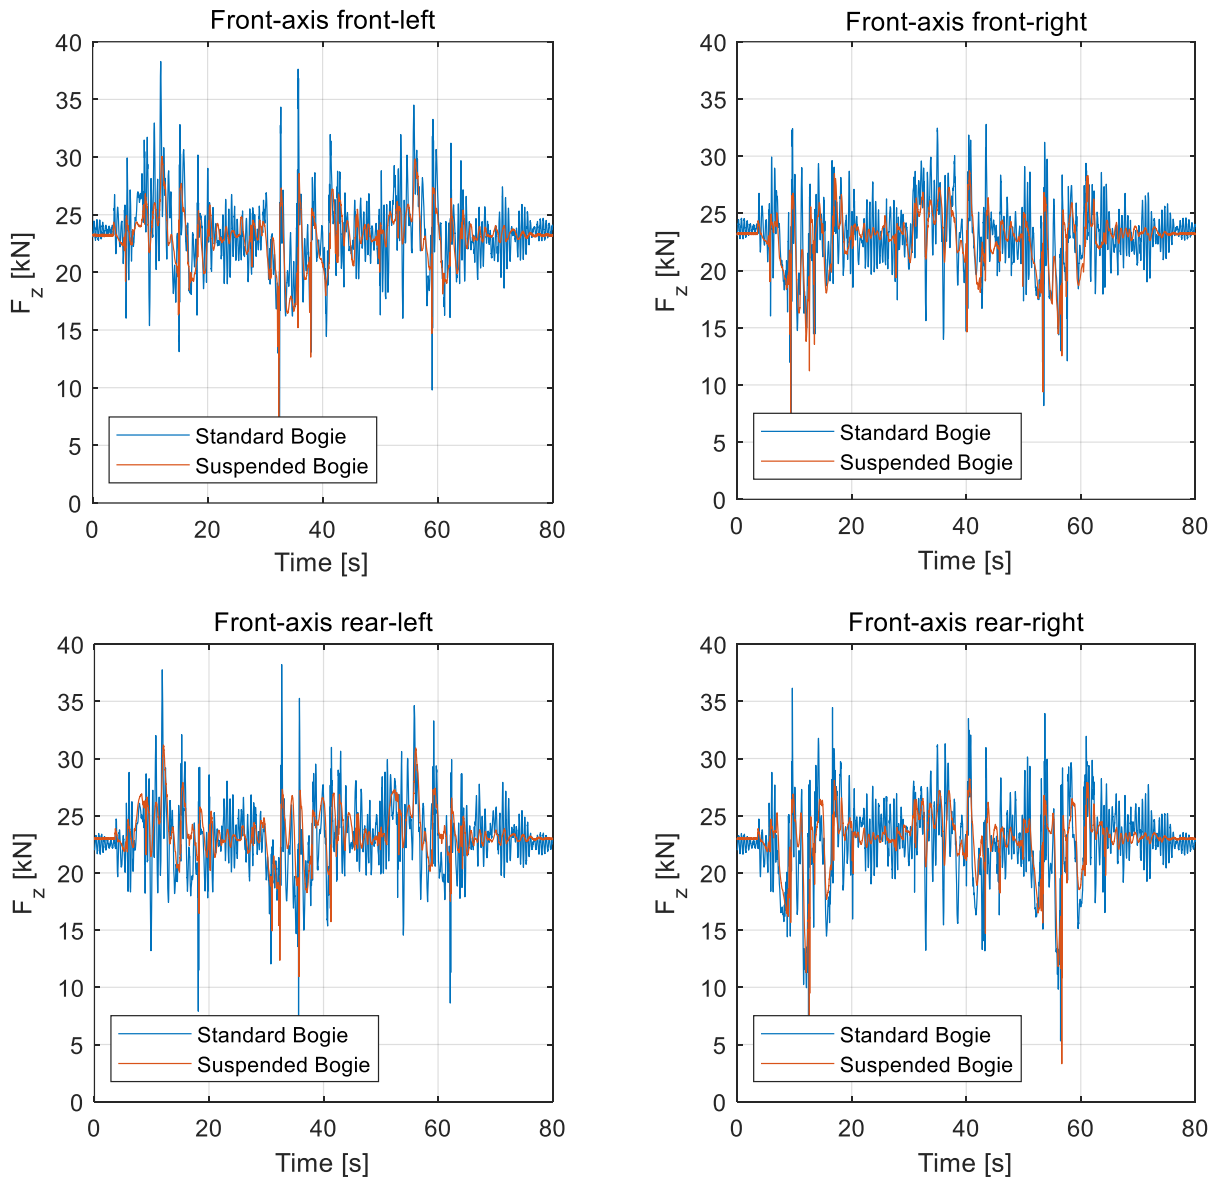 Front-axis front-left
40
35
30
25
20
15
10
5
0
F_z [kN]
Standard Bogie
Suspended Bogie
0 20 40 60 80
Time [s]
Front-axis front-right
40
35
30
25
20
15
10
5
0
F_z [kN]
Standard Bogie
Suspended Bogie
0 20 40 60 80
Time [s]
Front-axis rear-left
40
35
30
25
20
15
10
5
0
F_z [kN]
Standard Bogie
Suspended Bogie
0 20 40 60 80
Time [s]
Front-axis rear-right
40
35
30
25
20
15
10
5
0
F_z [kN]
Standard Bogie
Suspended Bogie
0 20 40 60 80
Time [s]